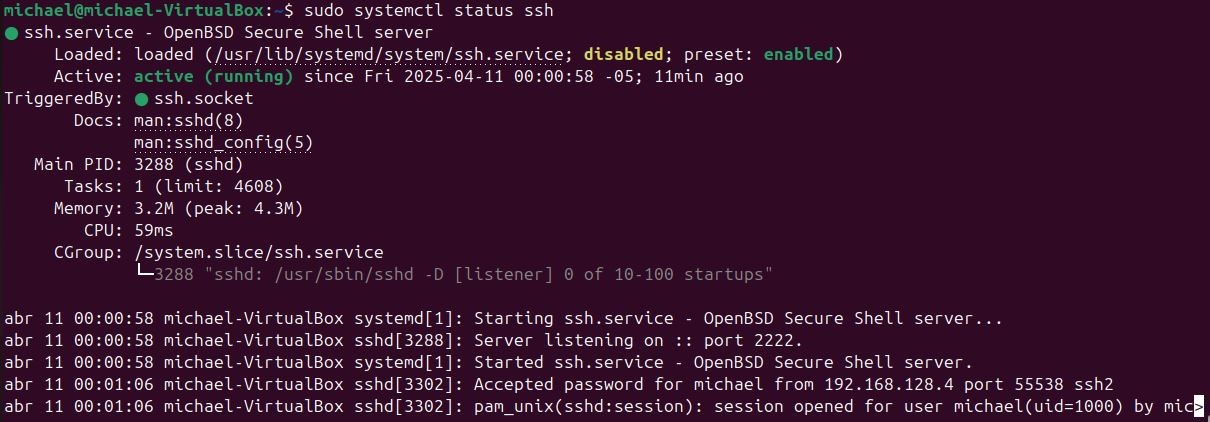 michael@michael-VirtualBox:~$ sudo systemctl status ssh
● ssh.service - OpenBSD Secure Shell server
     Loaded: loaded (/usr/lib/systemd/system/ssh.service; disabled; preset: enabled)
     Active: active (running) since Fri 2025-04-11 00:00:58 -05; 11min ago
TriggeredBy: ● ssh.socket
       Docs: man:sshd(8)
             man:sshd_config(5)
   Main PID: 3288 (sshd)
      Tasks: 1 (limit: 4608)
     Memory: 3.2M (peak: 4.3M)
        CPU: 59ms
     CGroup: /system.slice/ssh.service
             └─3288 "sshd: /usr/sbin/sshd -D [listener] 0 of 10-100 startups"

abr 11 00:00:58 michael-VirtualBox systemd[1]: Starting ssh.service - OpenBSD Secure Shell server...
abr 11 00:00:58 michael-VirtualBox sshd[3288]: Server listening on :: port 2222.
abr 11 00:00:58 michael-VirtualBox systemd[1]: Started ssh.service - OpenBSD Secure Shell server.
abr 11 00:01:06 michael-VirtualBox sshd[3302]: Accepted password for michael from 192.168.128.4 port 55538 ssh2
abr 11 00:01:06 michael-VirtualBox sshd[3302]: pam_unix(sshd:session): session opened for user michael(uid=1000) by mic>